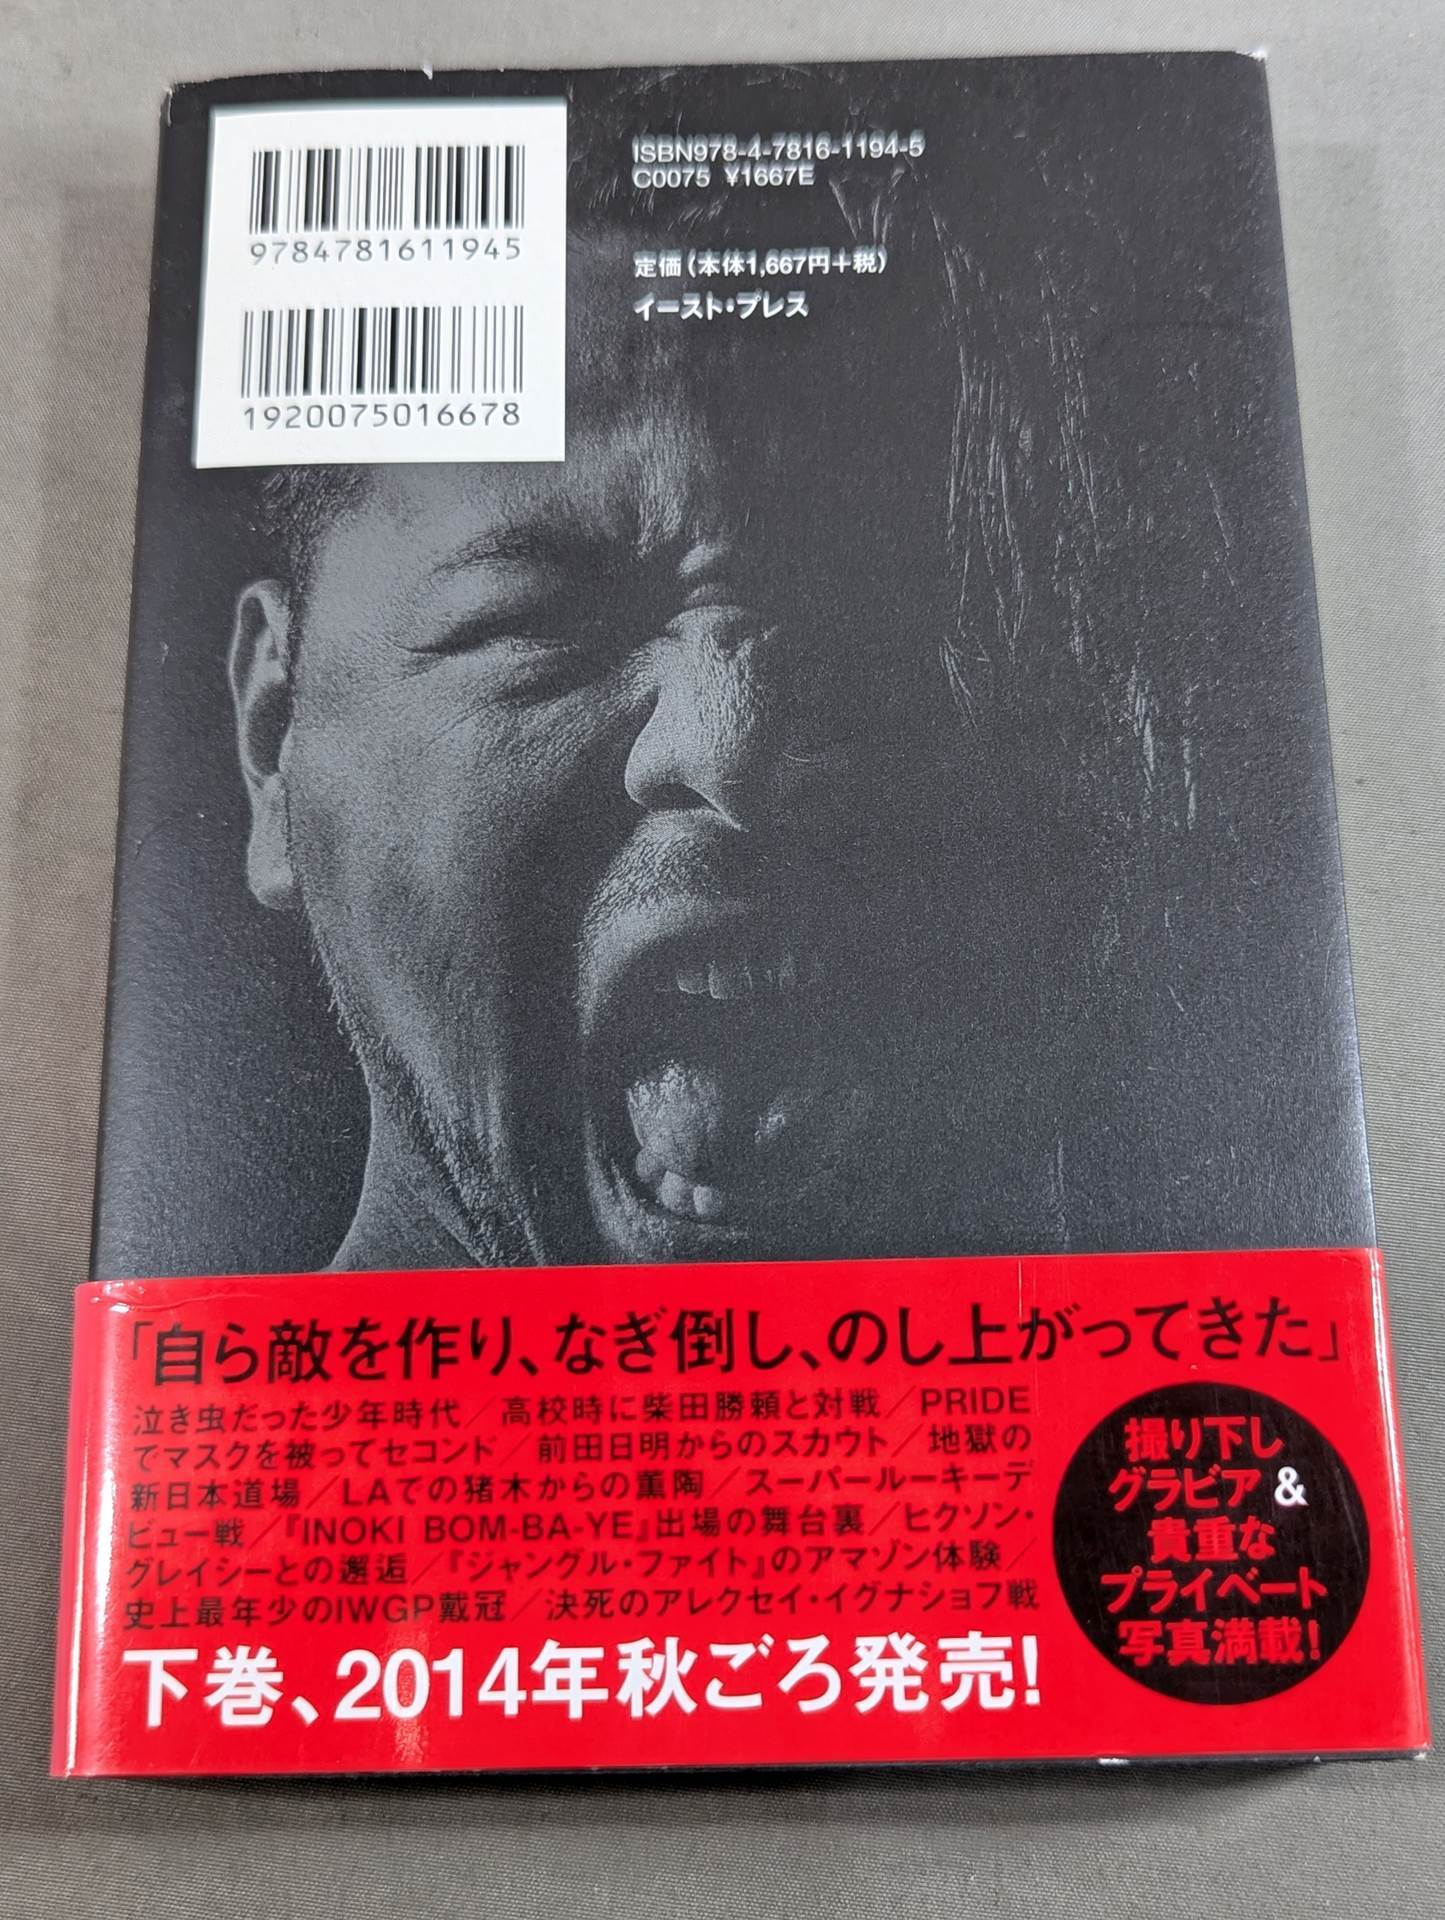 9784781611945
1920075016678
ISBN978-4-7816-1194-5
C0075 ¥1667E
定価(本体1,667円+税)
イースト・プレス
「自ら敵を作り、なぎ倒し、のし上がってきた」
泣き虫だった少年時代／高校時に柴田勝頼と対戦／PRIDE
でマスクを被ってセコンド／前田日明からのスカウト／地獄の
新日本道場／LAでの猪木からの薫陶／スーパールーキーデ
ビュー戦／『INOKI BOM-BA-YE』出場の舞台裏／ヒクソン・
グレイシーとの邂逅／『ジャングル・ファイト』のアマゾン体験／
史上最年少のIWGP戴冠／決死のアレクセイ・イグナショフ戦
下巻、2014年秋ごろ発売!
撮り下し
グラビア &
貴重な
プライベート
写真満載!